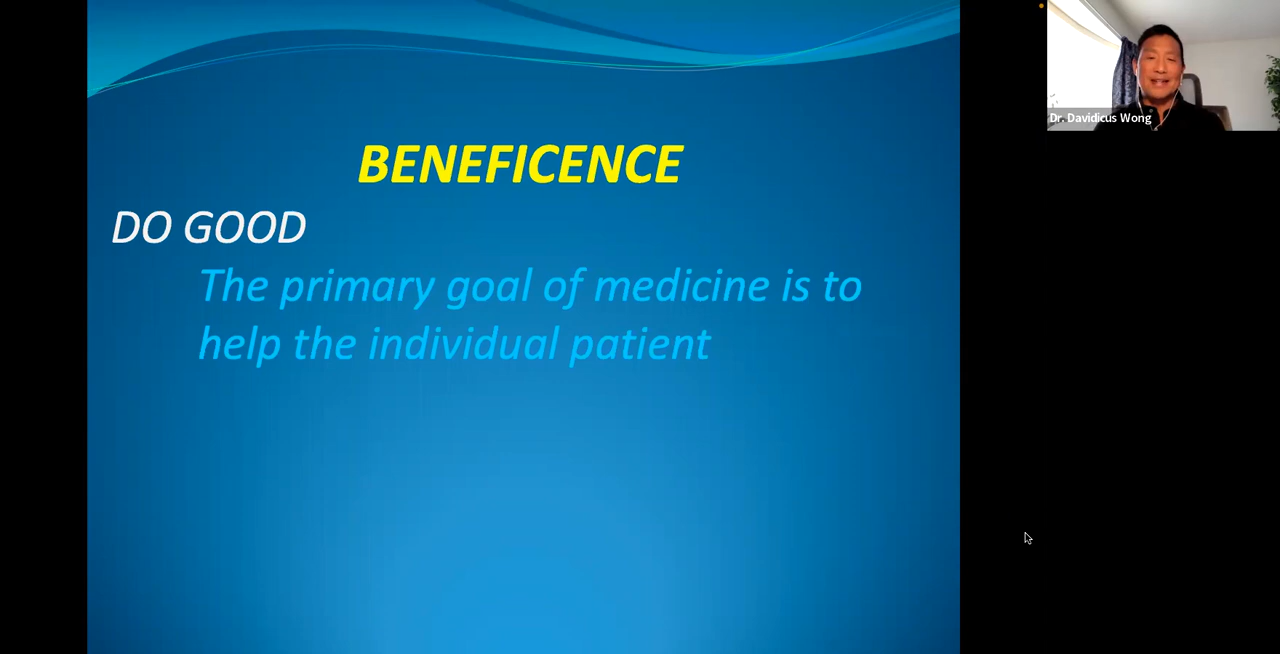 BENEFICENCE
DO GOOD
The primary goal of medicine is to
help the individual patient
Dr. Davidicus Wong